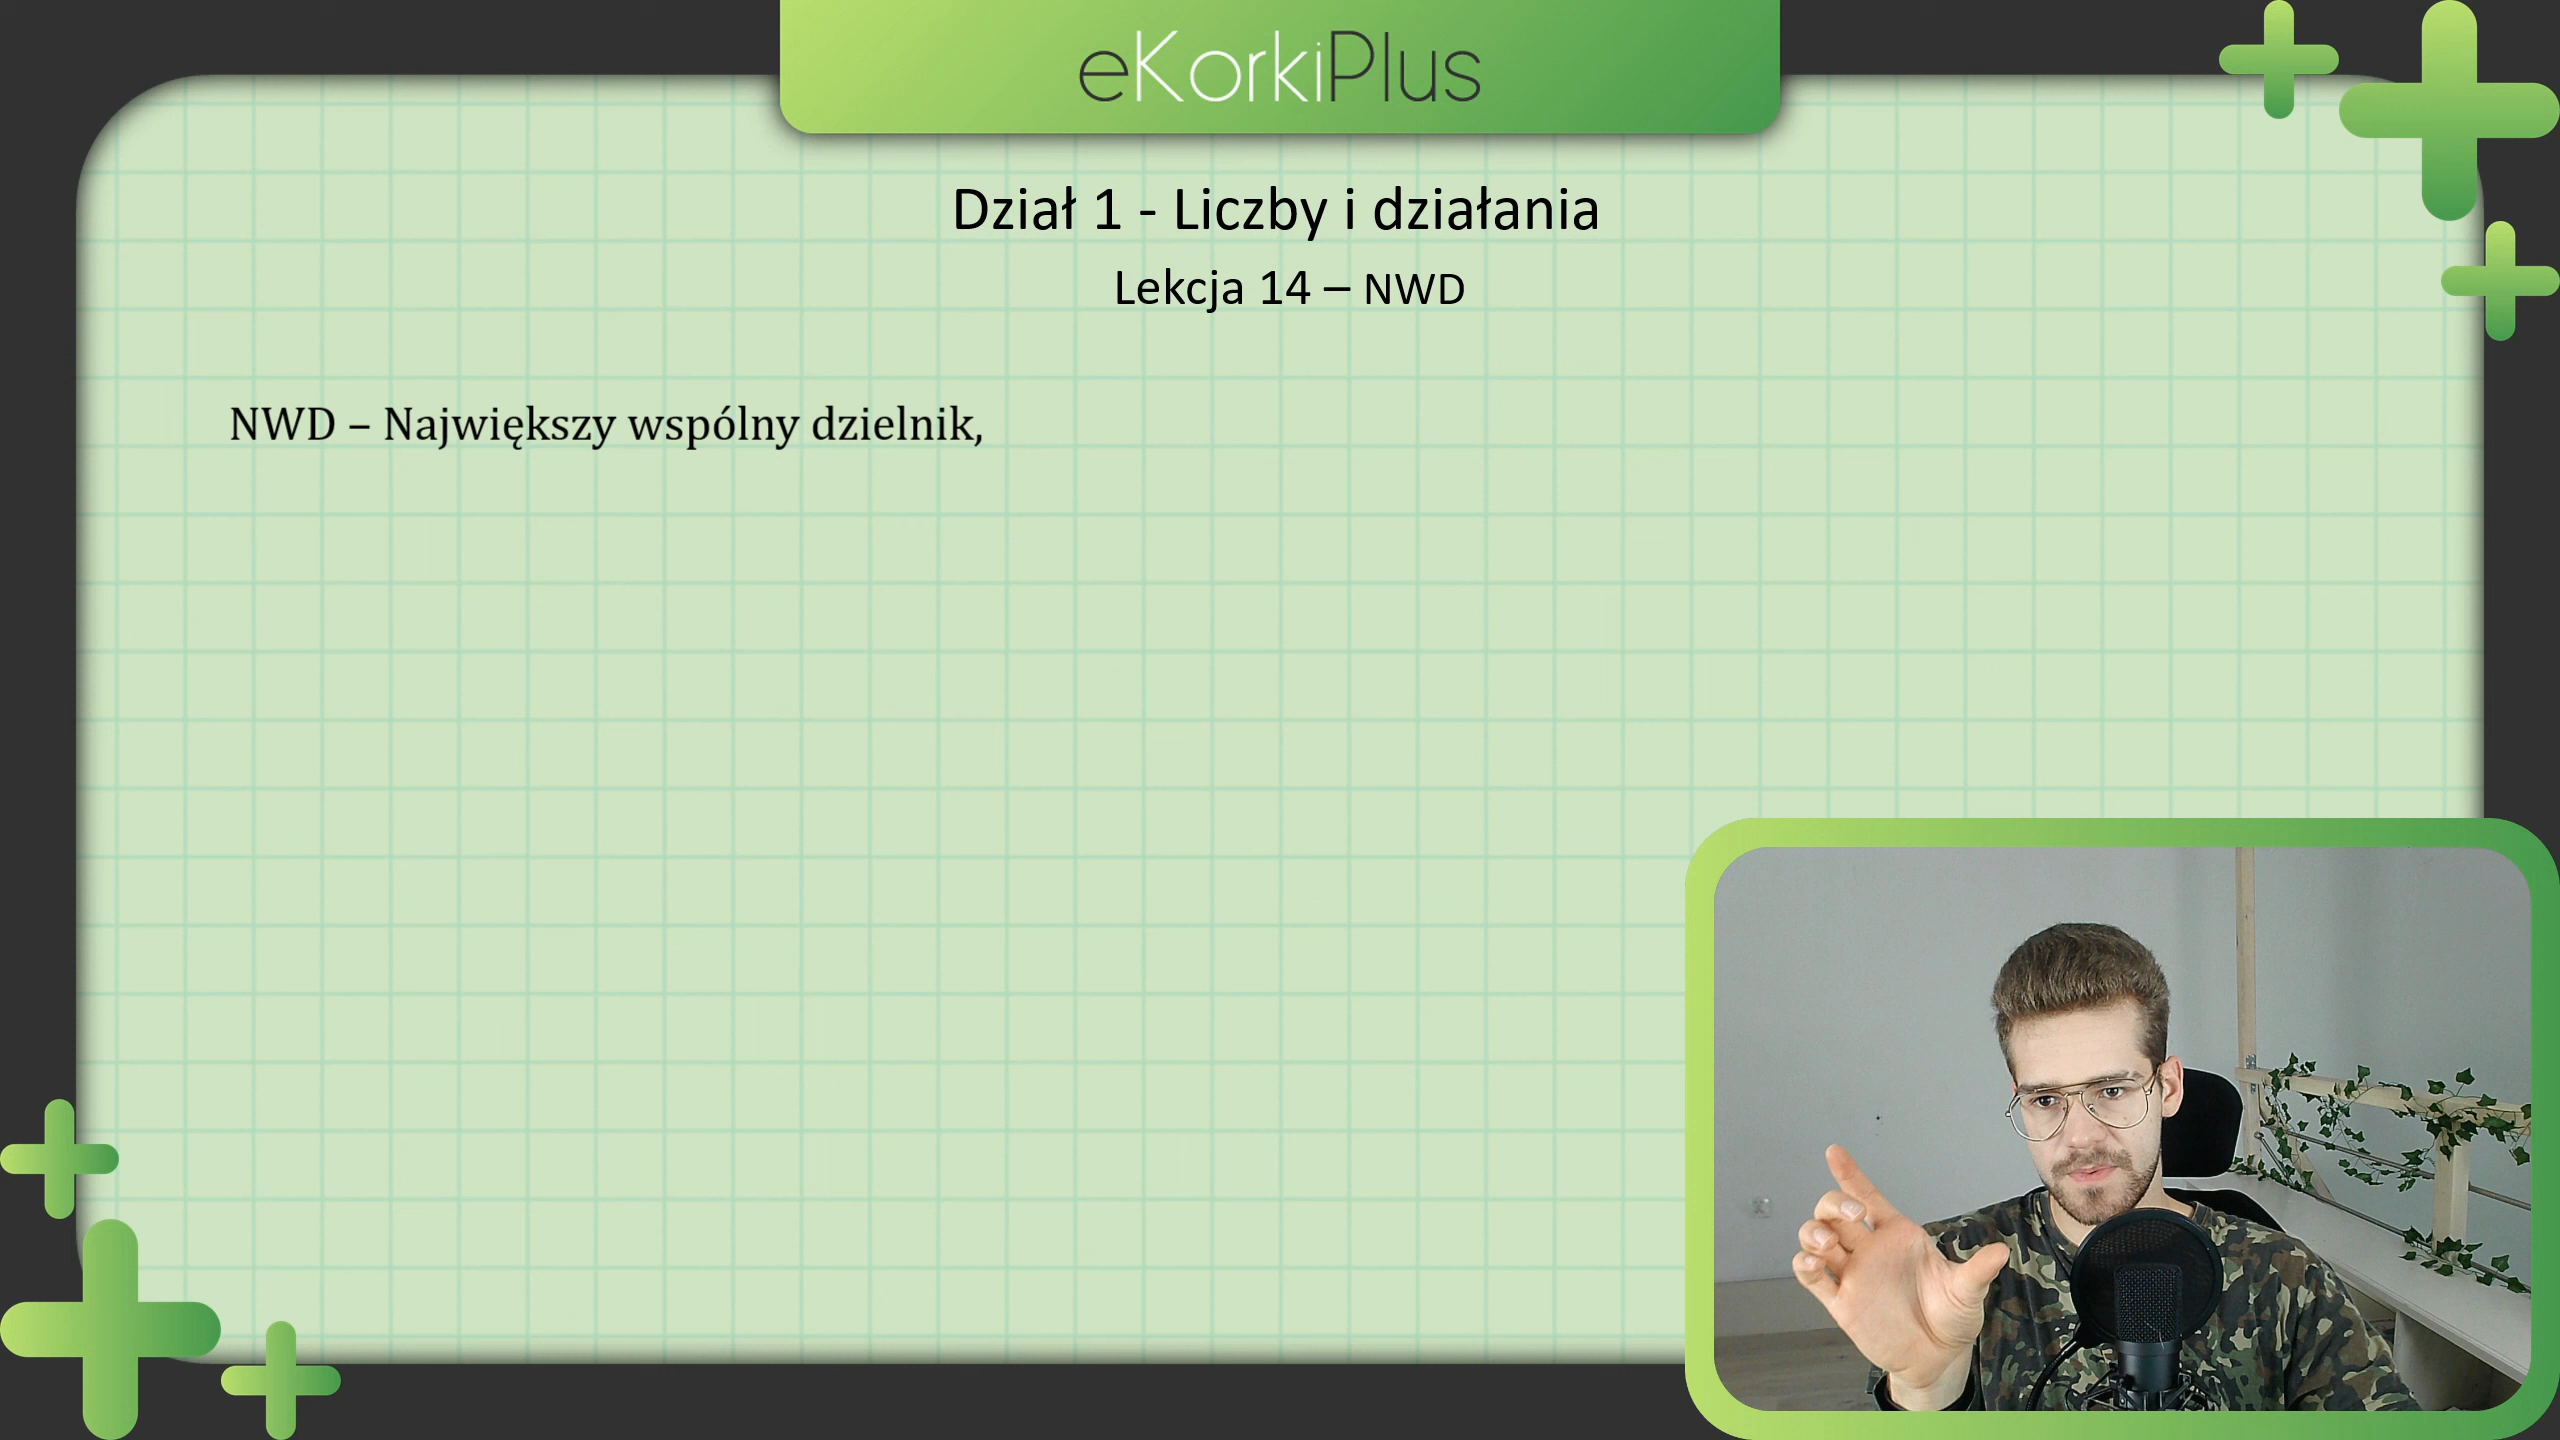 eKorkiPlus
Dział 1 - Liczby i działania
Lekcja 14 – NWD
NWD – Największy wspólny dzielnik,